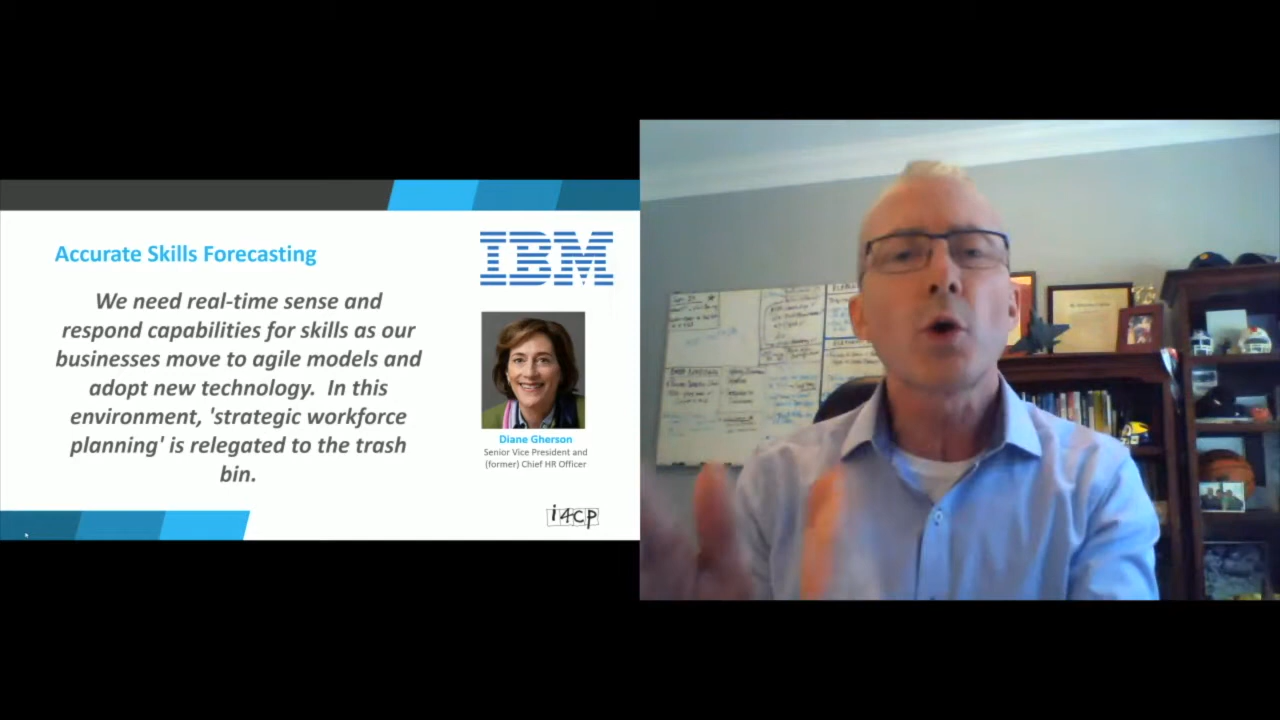 Accurate Skills Forecasting
IBM
We need real-time sense and
respond capabilities for skills as our
businesses move to agile models and
adopt new technology.  In this
environment, 'strategic workforce
planning' is relegated to the trash
bin.
Diane Gherson
Senior Vice President and
(former) Chief HR Officer
i4cp